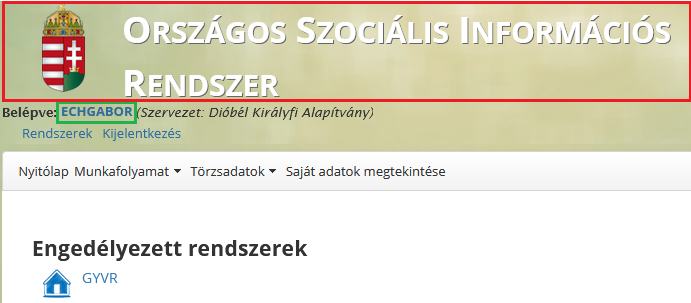 Országos Szociális Információs
Rendszer
Belépve: ECHGABOR (Szervezet: Dióbél Királyfi Alapítvány)
Rendszerek Kijelentkezés
Nyitólap Munkafolyamat Törzsadatok Saját adatok megtekintése
Engedélyezett rendszerek
GYVR